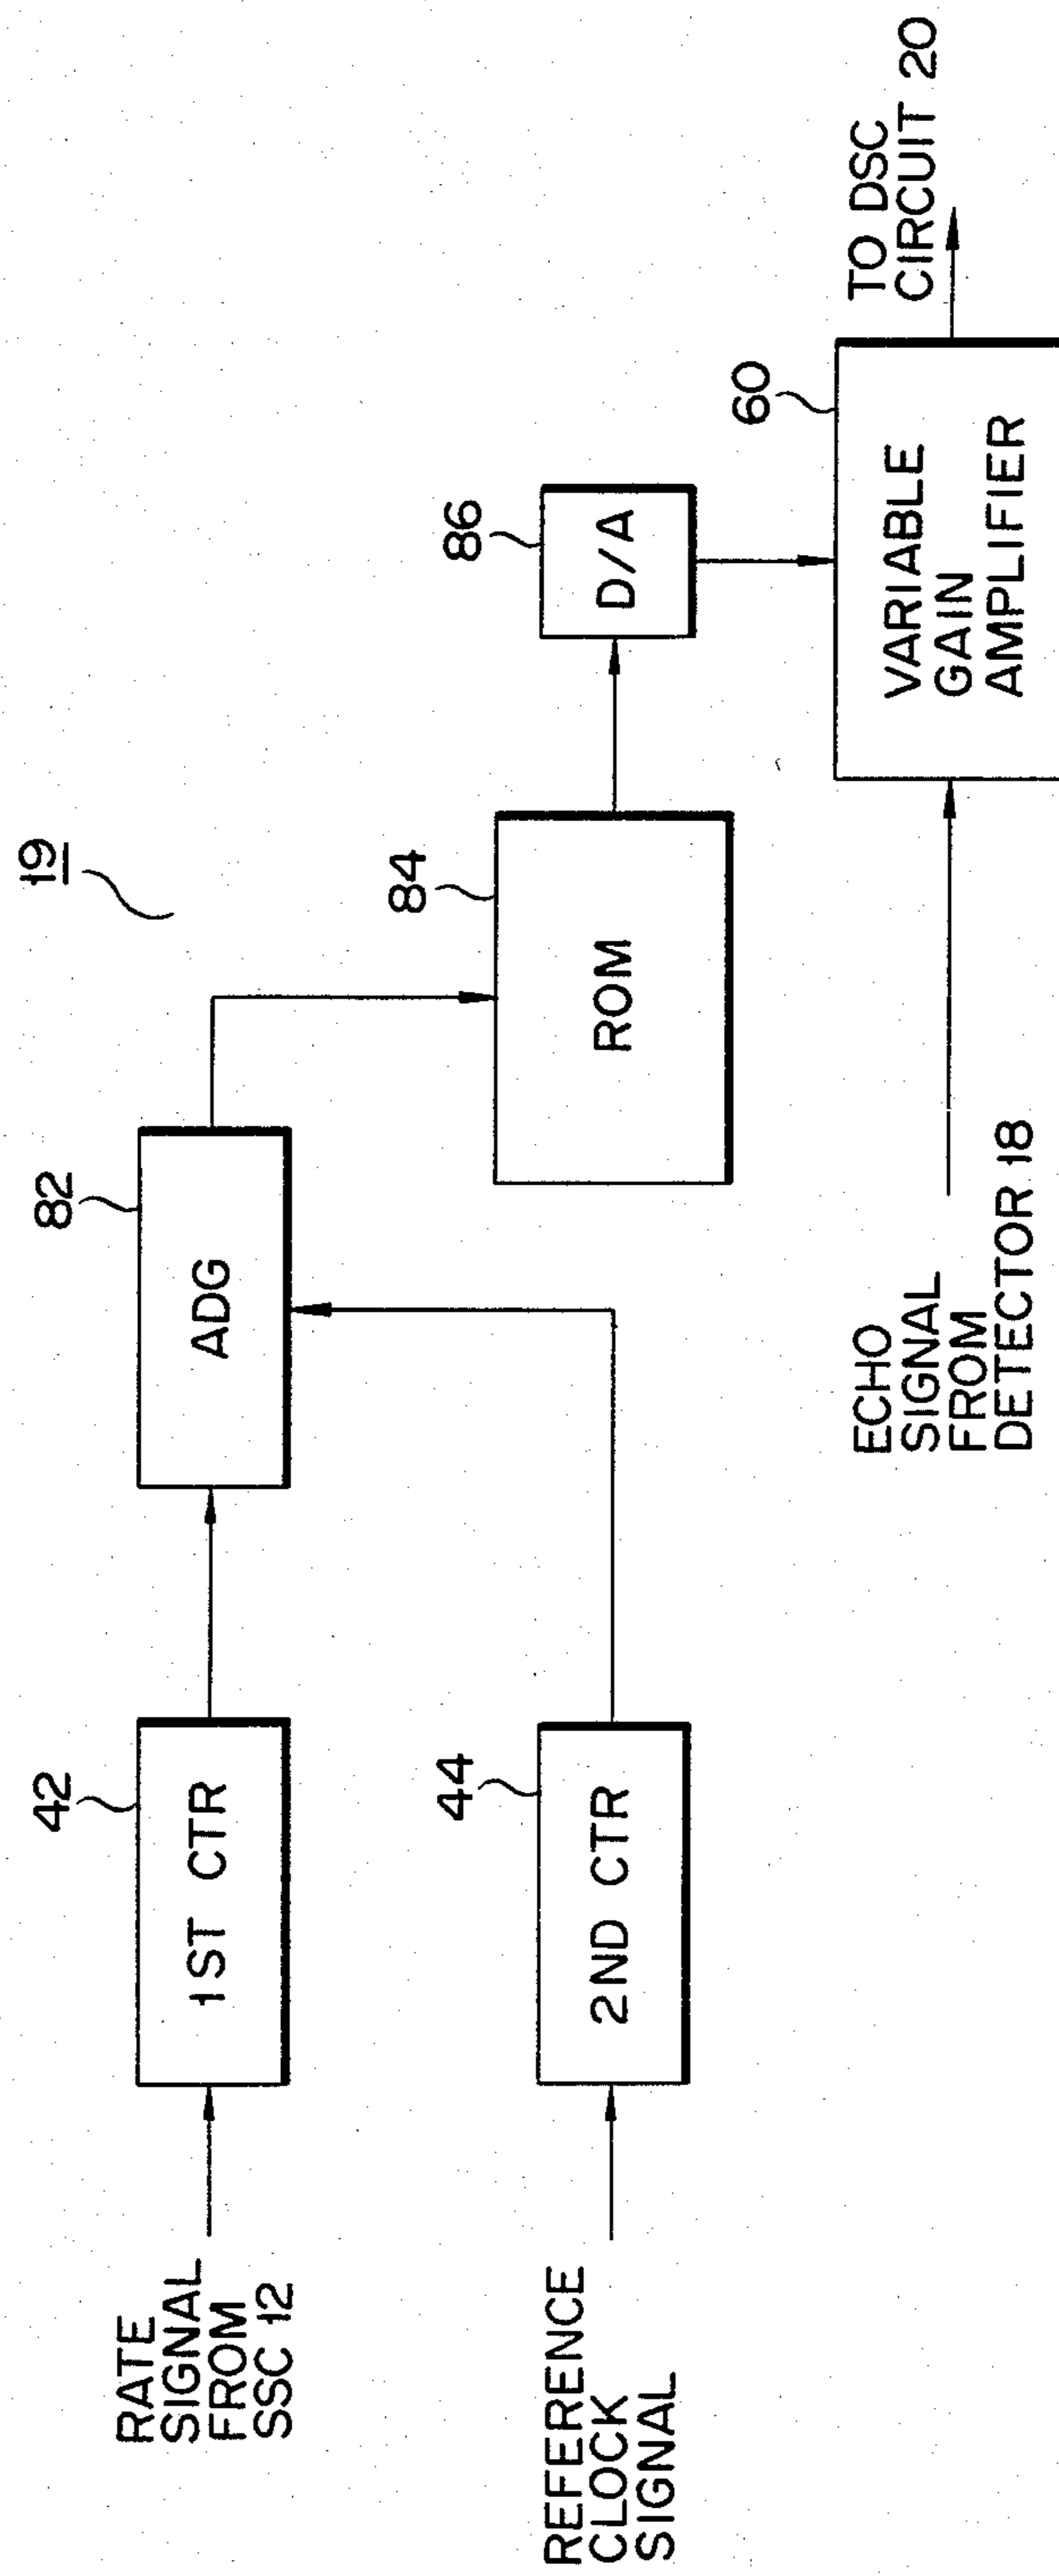 19
RATE
SIGNAL
FROM
SSC 12
42
1ST CTR
82
ADG
REFERENCE
CLOCK
SIGNAL
44
2ND CTR
84
ROM
86
D/A
ECHO
SIGNAL
FROM
DETECTOR 18
60
VARIABLE
GAIN
AMPLIFIER
TO DSC
CIRCUIT 20